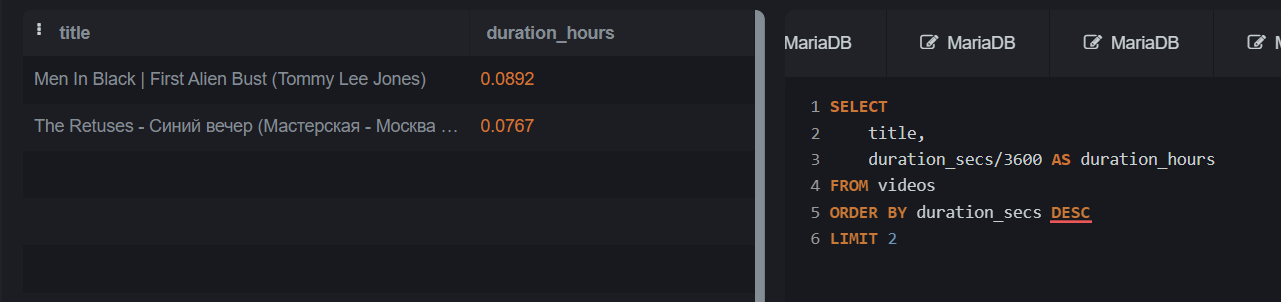 title duration_hours
Men In Black | First Alien Bust (Tommy Lee Jones) 0.0892
The Retuses - Синий вечер (Мастерская - Москва … 0.0767
MariaDB MariaDB MariaDB
1 SELECT
2 title,
3 duration_secs/3600 AS duration_hours
4 FROM videos
5 ORDER BY duration_secs DESC
6 LIMIT 2